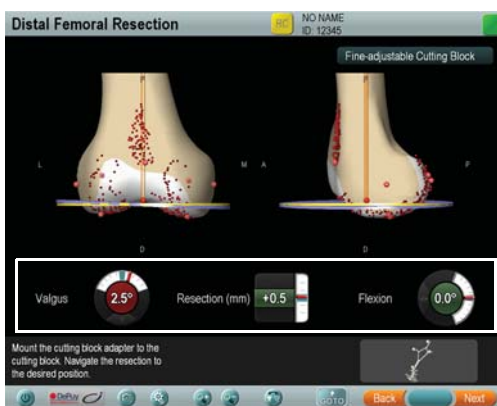 Distal Femoral Resection
RC
NO NAME
ID: 12345
Fine-adjustable Cutting Block
P
L
M
A
P
D
D
Valgus
2.5°
Resection (mm)
+0.5
Flexion
0.0°
Mount the cutting block adapter to the
cutting block. Navigate the resection to
the desired position.
DePuy
GOTO
Back
Next